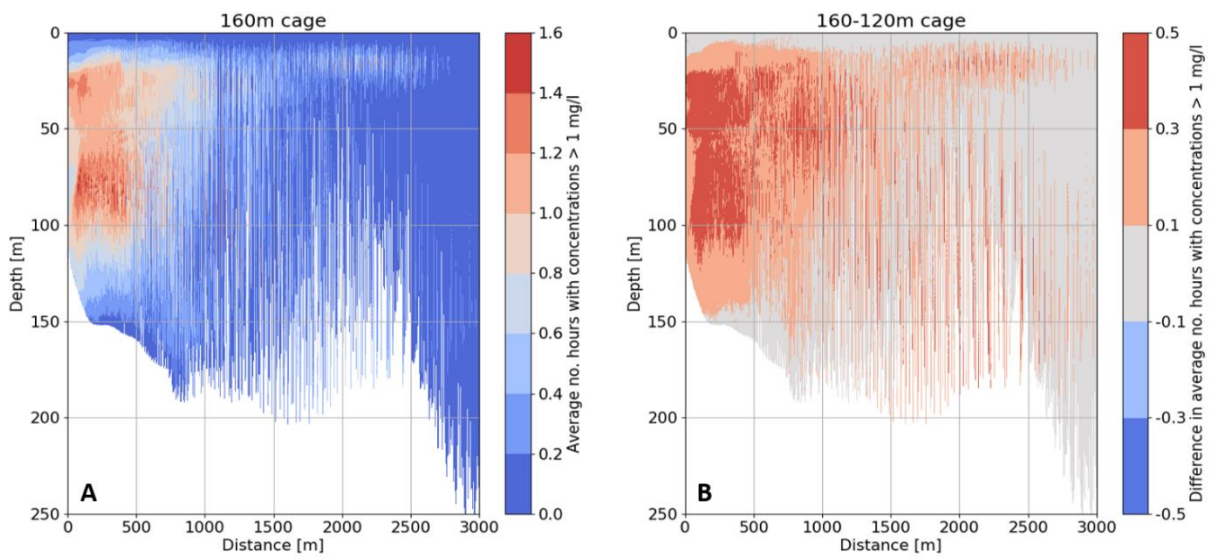 160m cage
0
50
100
150
200
250
Depth [m]
0 500 1000 1500 2000 2500 3000
Distance [m]
A
1.6
1.4
1.2
1.0
0.8
0.6
0.4
0.2
0.0
Average no. hours with concentrations > 1 mg/l
160-120m cage
0
50
100
150
200
250
Depth [m]
0 500 1000 1500 2000 2500 3000
Distance [m]
B
0.5
0.3
0.1
-0.1
-0.3
-0.5
Difference in average no. hours with concentrations > 1 mg/l